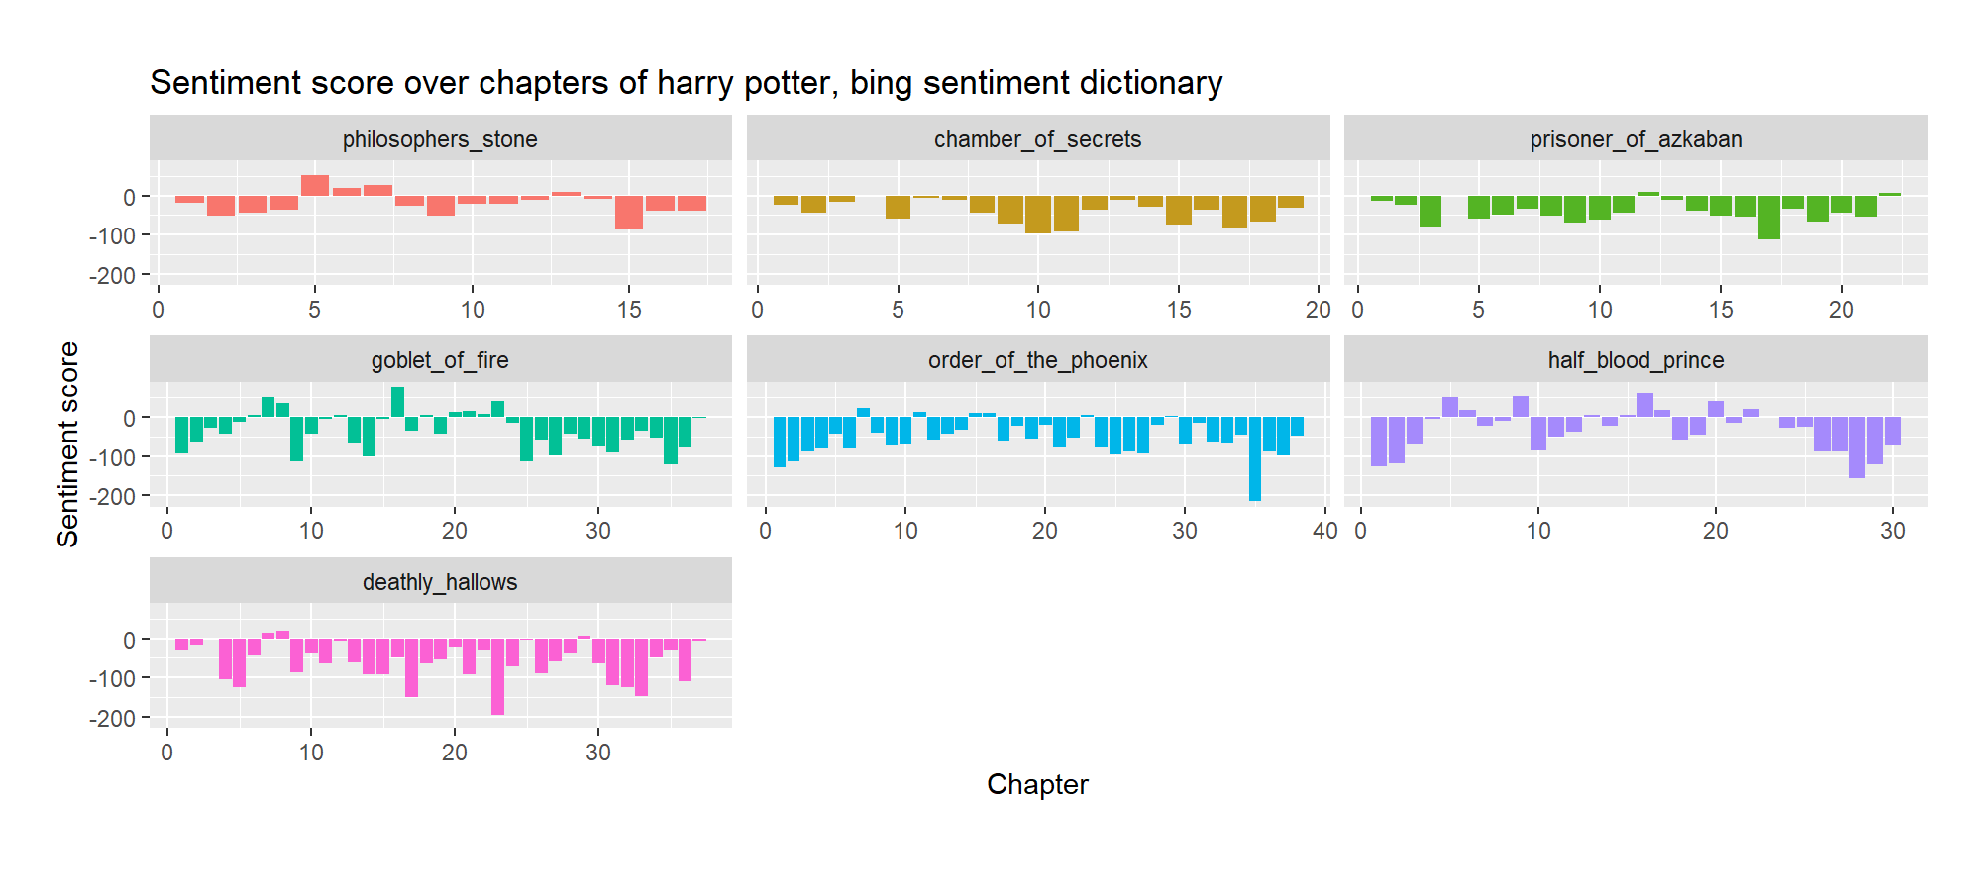 Sentiment score over chapters of harry potter, bing sentiment dictionary
philosophers_stone
chamber_of_secrets
prisoner_of_azkaban
0
-100
-200
0 5 10 15
0 5 10 15 20
0 5 10 15 20
goblet_of_fire
order_of_the_phoenix
half_blood_prince
Sentiment score
0
-100
-200
0 10 20 30
0 10 20 30 40
0 10 20 30
deathly_hallows
0
-100
-200
0 10 20 30
Chapter